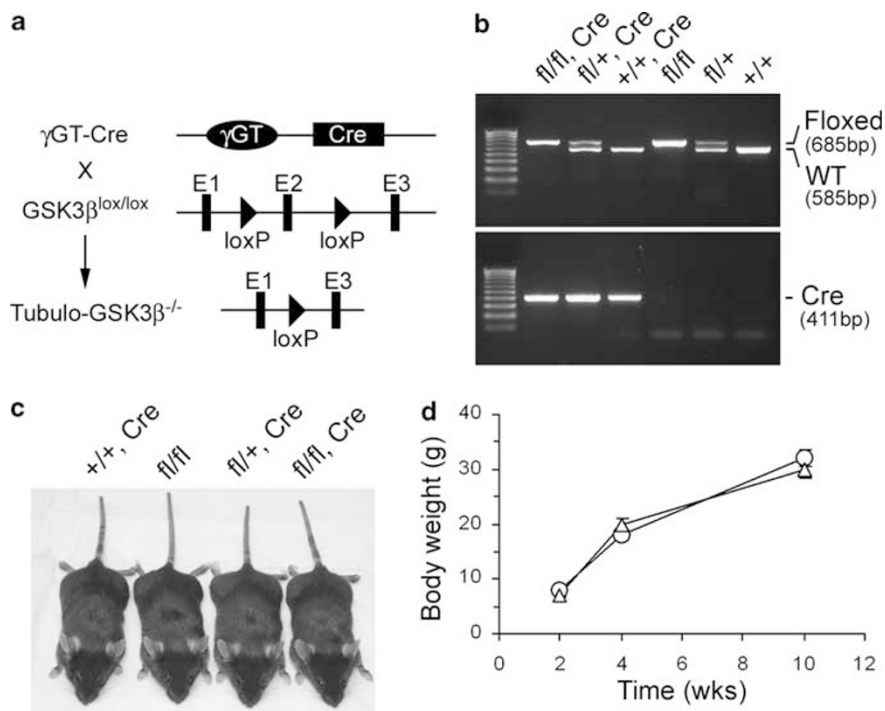 a
γGT-Cre
X
GSK3β^lox/lox
Tubulo-GSK3β^-/-
γGT
Cre
E1
E2
E3
loxP
loxP
E1
E3
loxP
b
fl/fl, Cre
fl/+, Cre
+/+, Cre
fl/fl
fl/+
+/+
Floxed
(685bp)
WT
(585bp)
- Cre
(411bp)
c
+/+, Cre
fl/fl
fl/+, Cre
fl/fl, Cre
d
Body weight (g)
40
30
20
10
0
0 2 4 6 8 10 12
Time (wks)